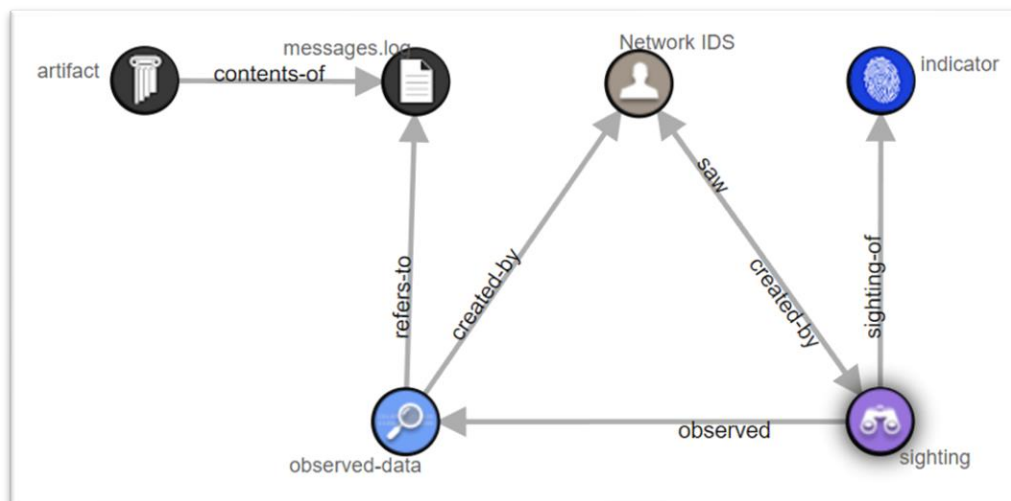 Network IDS
messages.log
artifact
contents-of
indicator
saw
created-by
created-by
refers-to
sighting-of
observed
observed-data
sighting